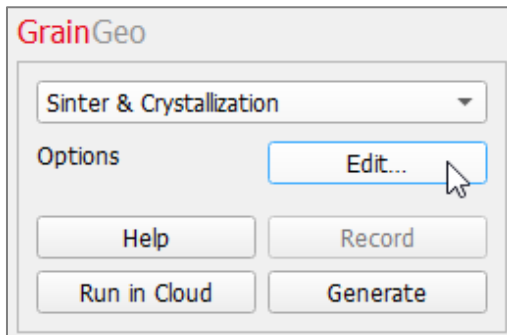 GrainGeo
Sinter & Crystallization
Options Edit...
Help Record
Run in Cloud Generate